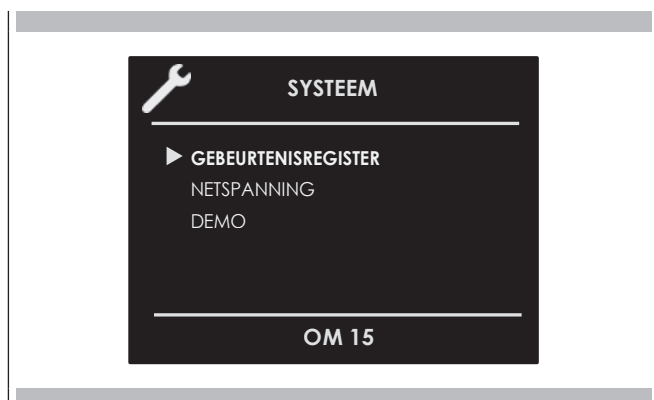 SYSTEEM
GEBEURTENISREGISTER
NETSPANNING
DEMO
OM 15